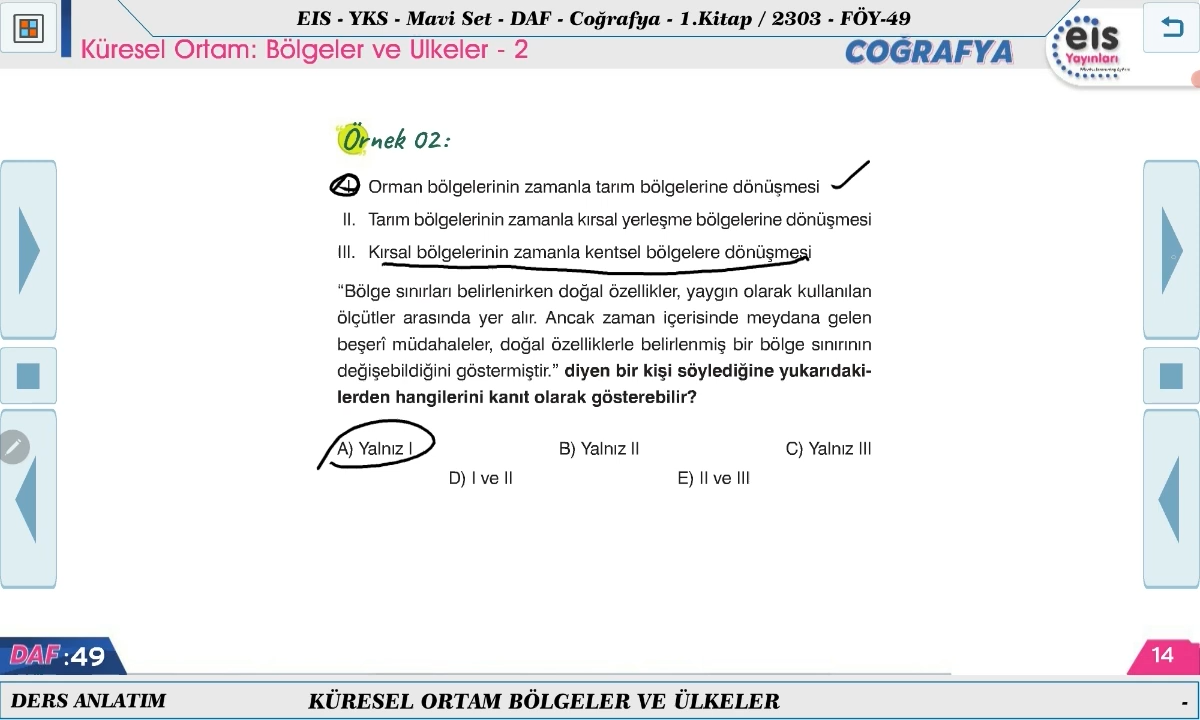 EIS - YKS - Mavi Set - DAF - Coğrafya - 1.Kitap / 2303 - FÖY-49
Küresel Ortam: Bölgeler ve Ülkeler - 2
COĞRAFYA
eis
Yayınları
Örnek 02:
I. Orman bölgelerinin zamanla tarım bölgelerine dönüşmesi
II. Tarım bölgelerinin zamanla kırsal yerleşme bölgelerine dönüşmesi
III. Kırsal bölgelerinin zamanla kentsel bölgelere dönüşmesi
“Bölge sınırları belirlenirken doğal özellikler, yaygın olarak kullanılan
ölçütler arasında yer alır. Ancak zaman içerisinde meydana gelen
beşerî müdahaleler, doğal özelliklerle belirlenmiş bir bölge sınırının
değişebildiğini göstermiştir.” diyen bir kişi söylediğine yukarıdaki-
lerden hangilerini kanıt olarak gösterebilir?
A) Yalnız I B) Yalnız II C) Yalnız III
D) I ve II E) II ve III
DAF :49
14
DERS ANLATIM KÜRESEL ORTAM BÖLGELER VE ÜLKELER -